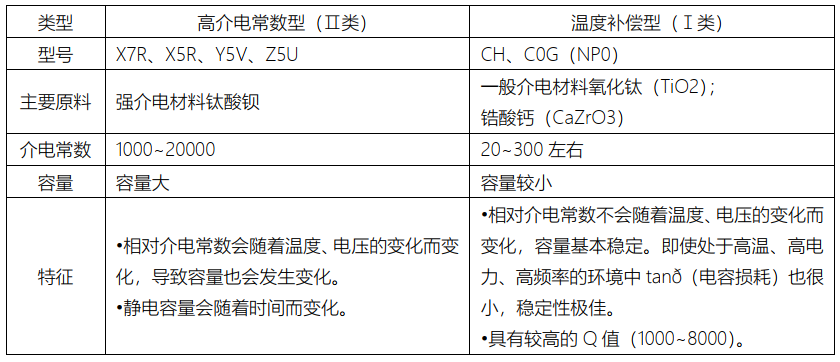 类型 高介电常数型（Ⅱ类） 温度补偿型（Ⅰ类）
型号 X7R、X5R、Y5V、Z5U CH、C0G（NP0）
主要原料 强介电材料钛酸钡 一般介电材料氧化钛（TiO2）；
锆酸钙（CaZrO3）
介电常数 1000~20000 20~300 左右
容量 容量大 容量较小
特征
•相对介电常数会随着温度、电压的变化而变
化，导致容量也会发生变化。
•静电容量会随着时间而变化。
•相对介电常数不会随着温度、电压的变化而
变化，容量基本稳定。即使处于高温、高电
力、高频率的环境中 tanð（电容损耗）也很
小，稳定性极佳。
•具有较高的 Q 值（1000~8000）。